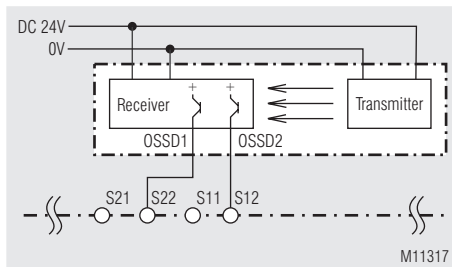 DC 24V
0V
+ +
Receiver
Transmitter
OSSD1 OSSD2
S21 S22 S11 S12
M11317